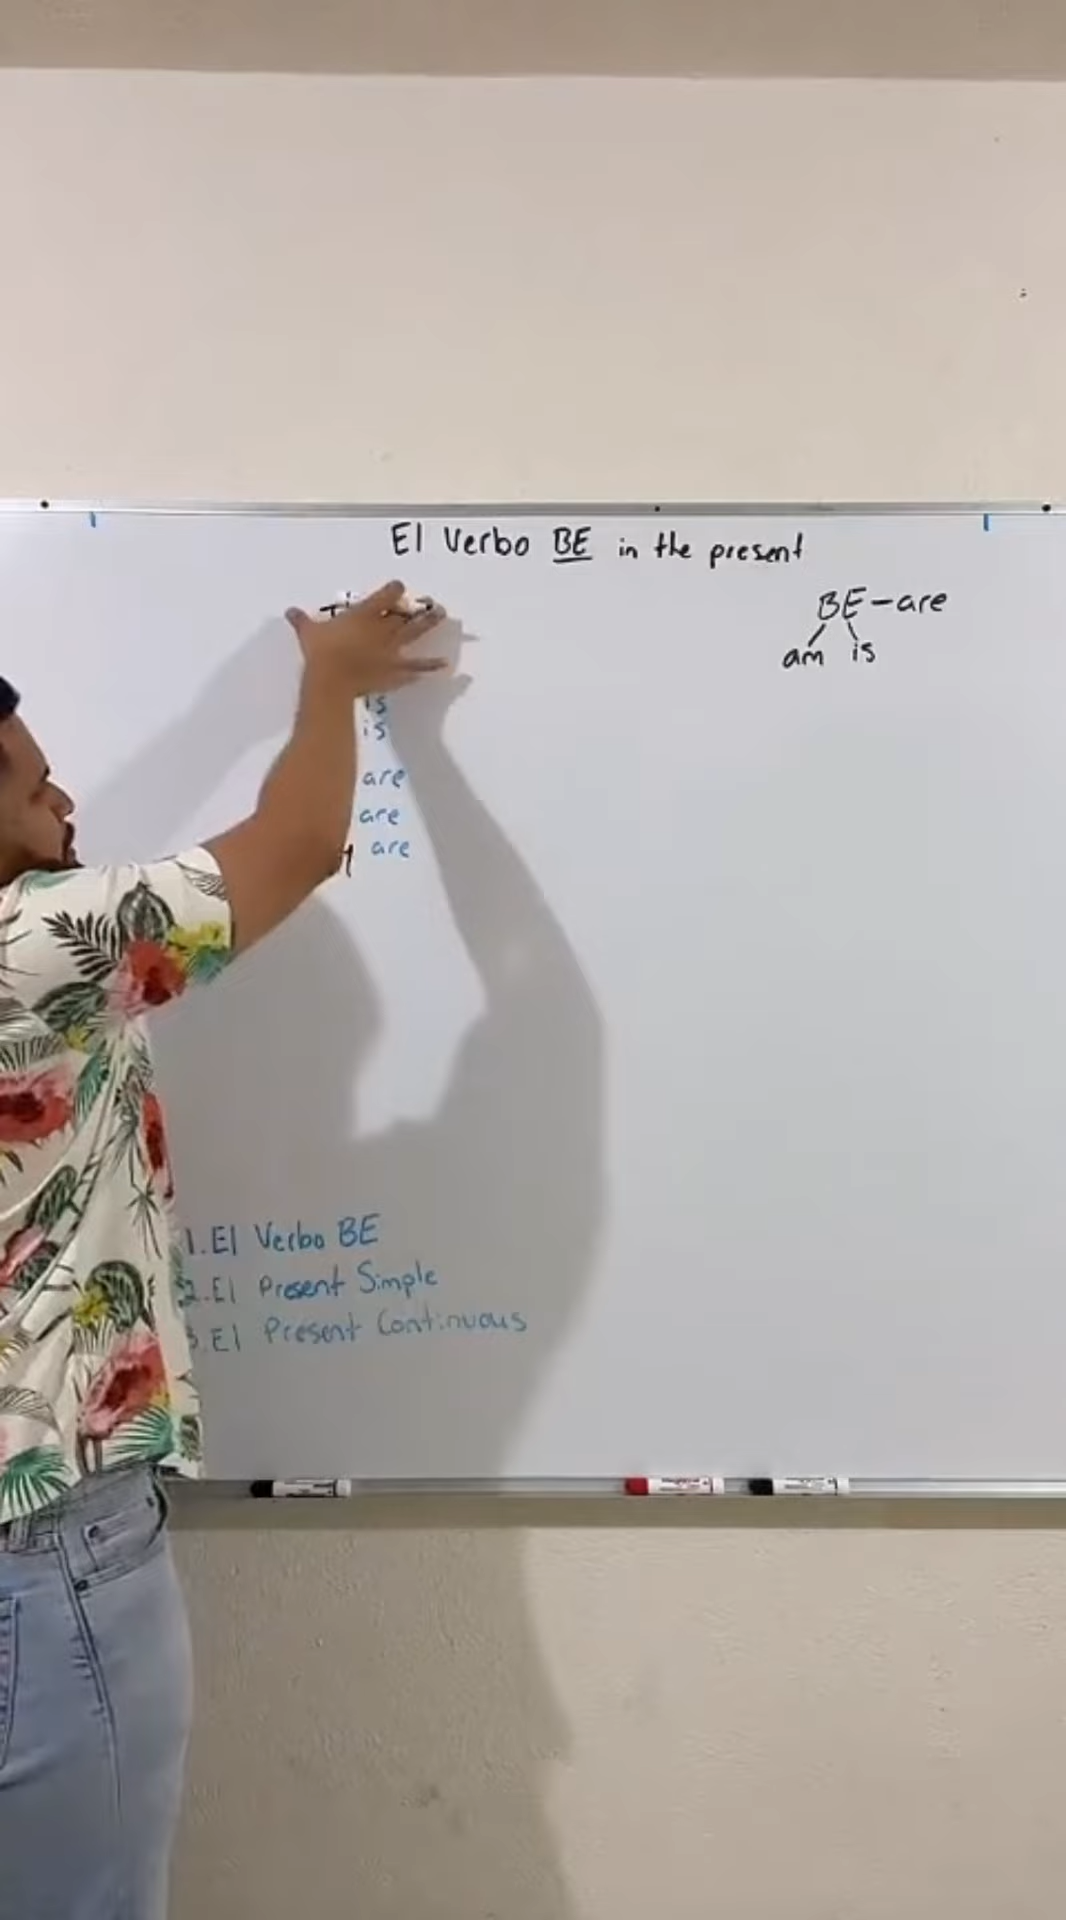 El Verbo BE in the present
BE - are
am is
is
is
are
are
y are
1. El Verbo BE
2. El Present Simple
3. El Present Continuous